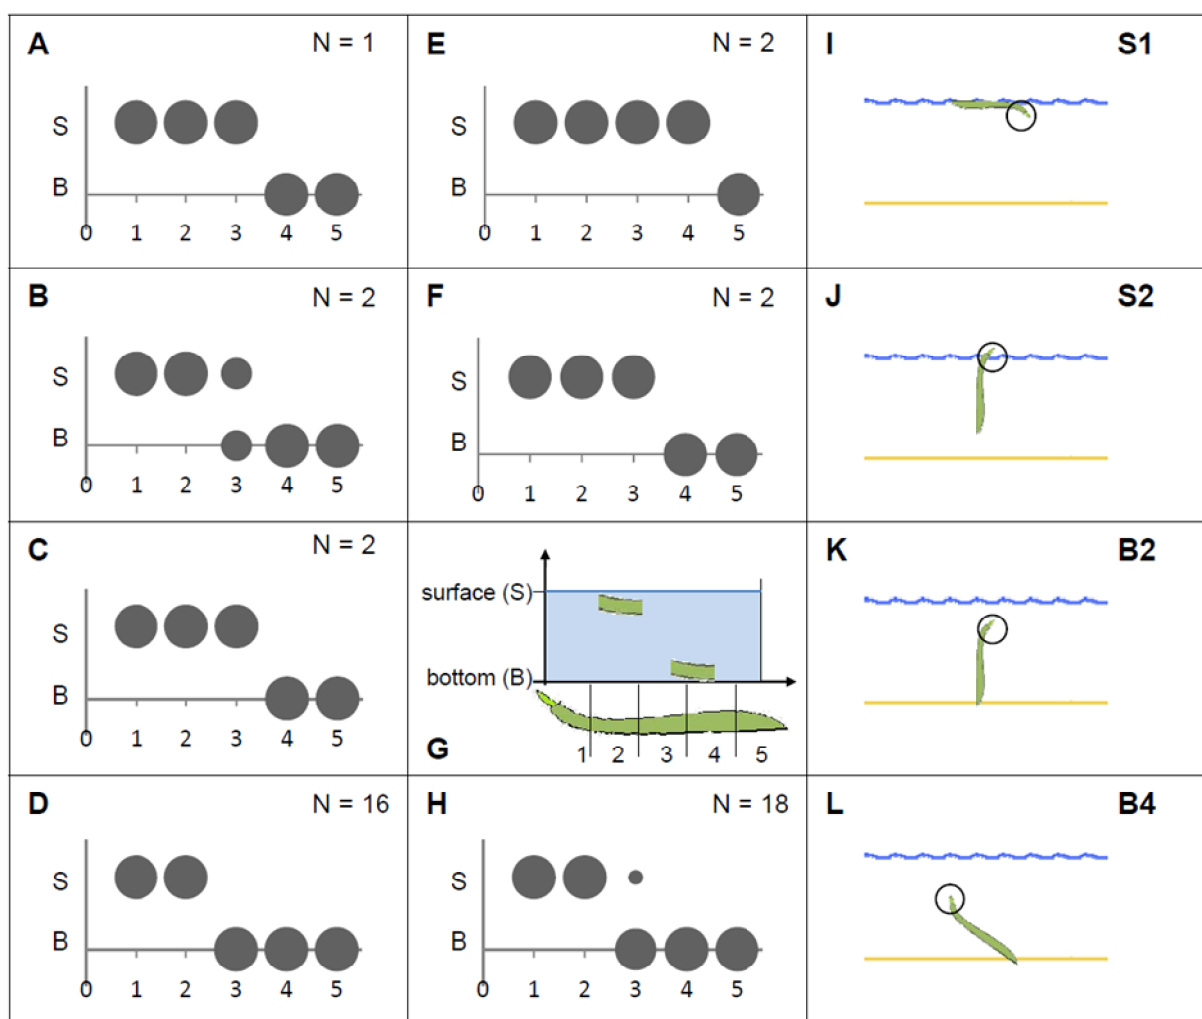 A N = 1
S
B
0 1 2 3 4 5
B N = 2
S
B
0 1 2 3 4 5
C N = 2
S
B
0 1 2 3 4 5
D N = 16
S
B
0 1 2 3 4 5
E N = 2
S
B
0 1 2 3 4 5
F N = 2
S
B
0 1 2 3 4 5
surface (S)
bottom (B)
G 1 2 3 4 5
H N = 18
S
B
0 1 2 3 4 5
I S1
J S2
K B2
L B4